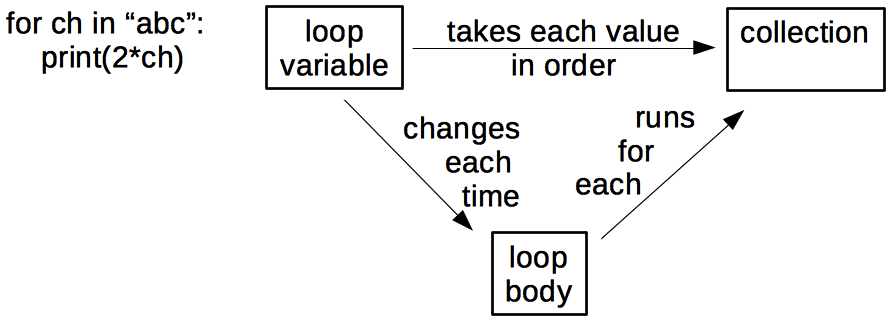 for ch in “abc”:
print(2*ch)
loop
variable
takes each value
in order
collection
changes
each
time
runs
for
each
loop
body